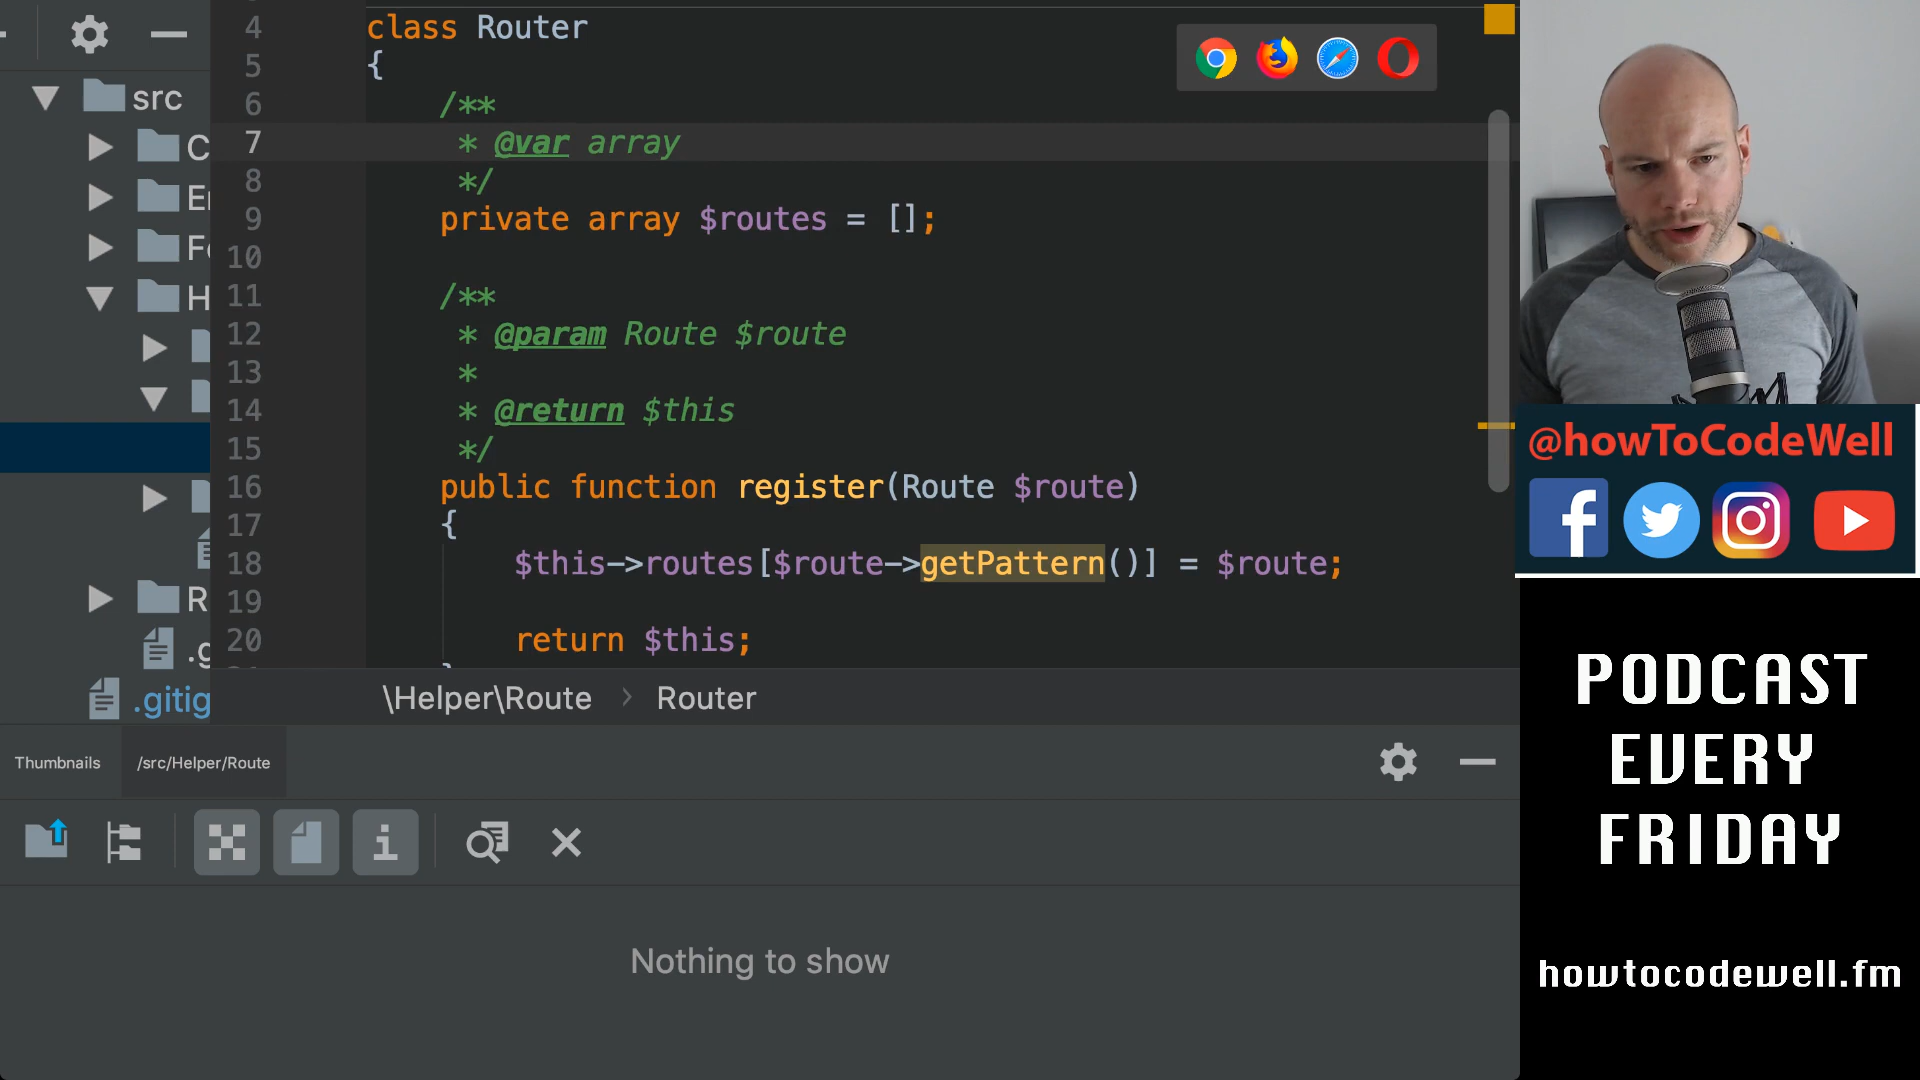 src
C
E
F
H
R
.g
.gitig
4 class Router
5 {
6 /**
7 * @var array
8 */
9 private array $routes = [];
10
11 /**
12 * @param Route $route
13 *
14 * @return $this
15 */
16 public function register(Route $route)
17 {
18 $this->routes[$route->getPattern()] = $route;
19
20 return $this;
\Helper\Route › Router
Thumbnails /src/Helper/Route
Nothing to show
@howToCodeWell
PODCAST
EVERY
FRIDAY
howtocodewell.fm